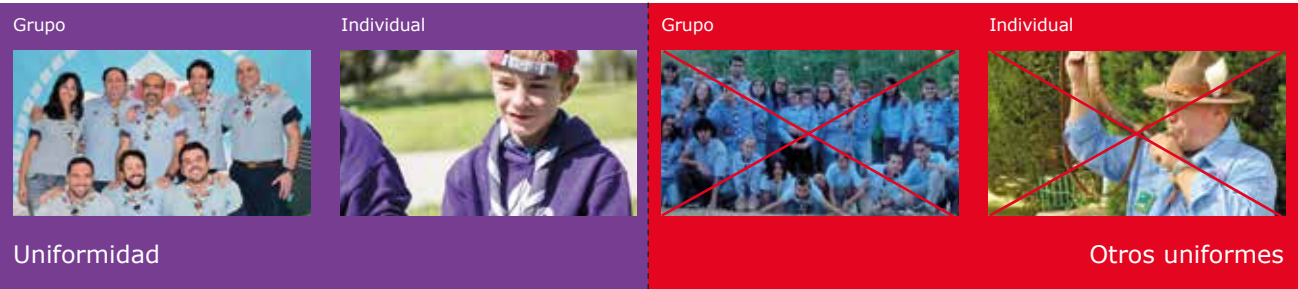 Grupo
Individual
Grupo
Individual
Uniformidad
Otros uniformes